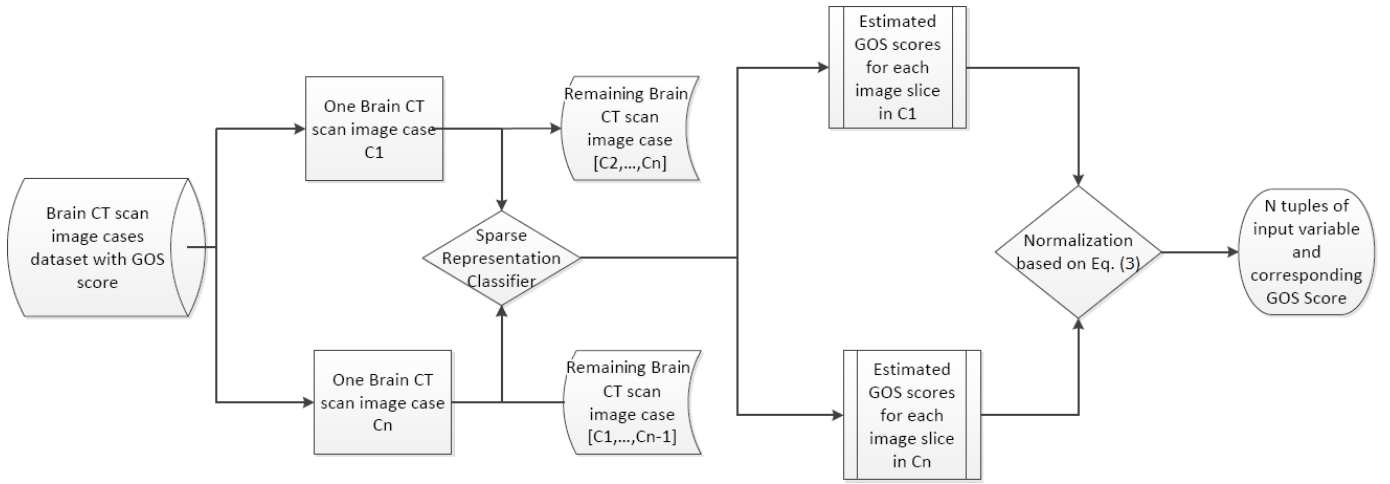 Brain CT scan
image cases
dataset with GOS
score
One Brain CT
scan image case
C1
Remaining Brain
CT scan
image case
[C2,...,Cn]
Sparse
Representation
Classifier
One Brain CT
scan image case
Cn
Remaining Brain
CT scan
image case
[C1,...,Cn-1]
Estimated
GOS scores
for each
image slice
in C1
Estimated
GOS scores
for each
image slice
in Cn
Normalization
based on Eq. (3)
N tuples of
input variable
and
corresponding
GOS Score